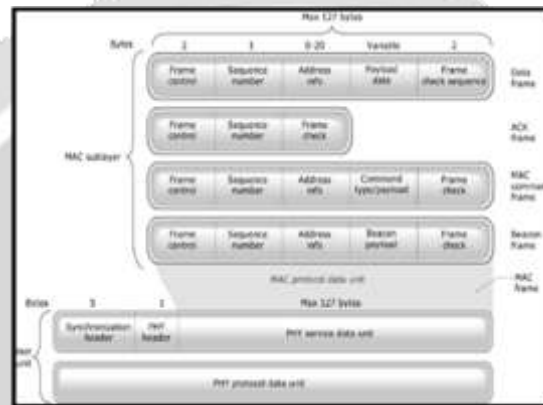 Max 127 bytes
Bytes 2 3 0-20 Variable 2
Frame control Sequence number Address info Payload Frame check sequence Data frame
Frame control Sequence number Frame check ACK frame
MAC sublayer
Frame control Sequence number Address info Command type/payload Frame check MAC frame
Frame control Sequence number Address info Beacon payload Frame check Beacon frame
MAC protocol data unit
MAC frame
Bytes 5 1 Max 127 bytes
Synchronization header PHY header PHY service data unit
unit
PHY protocol data unit